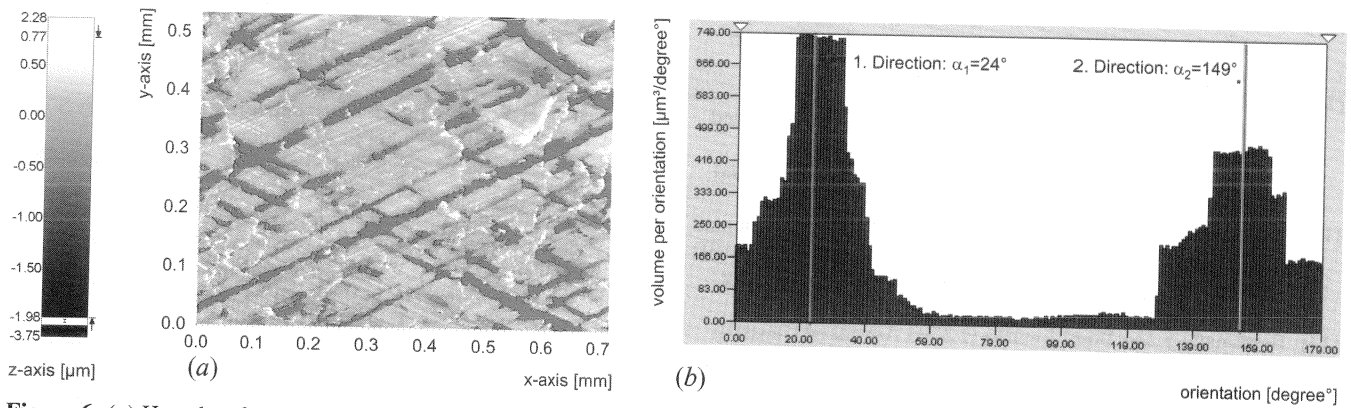 2.28
0.77
0.50
0.00
-0.50
-1.00
-1.50
-1.98
-3.75
z-axis [µm]
y-axis [mm]
0.5
0.4
0.3
0.2
0.1
0.0
0.0 0.1 0.2 0.3 0.4 0.5 0.6 0.7
x-axis [mm]
(a)
volume per orientation [µm³/degree°]
749.00
666.00
583.00
499.00
416.00
333.00
250.00
166.00
83.00
0.00
1. Direction: α₁=24°
2. Direction: α₂=149°
0.00 20.00 40.00 59.00 79.00 99.00 119.00 139.00 159.00 179.00
orientation [degree°]
(b)